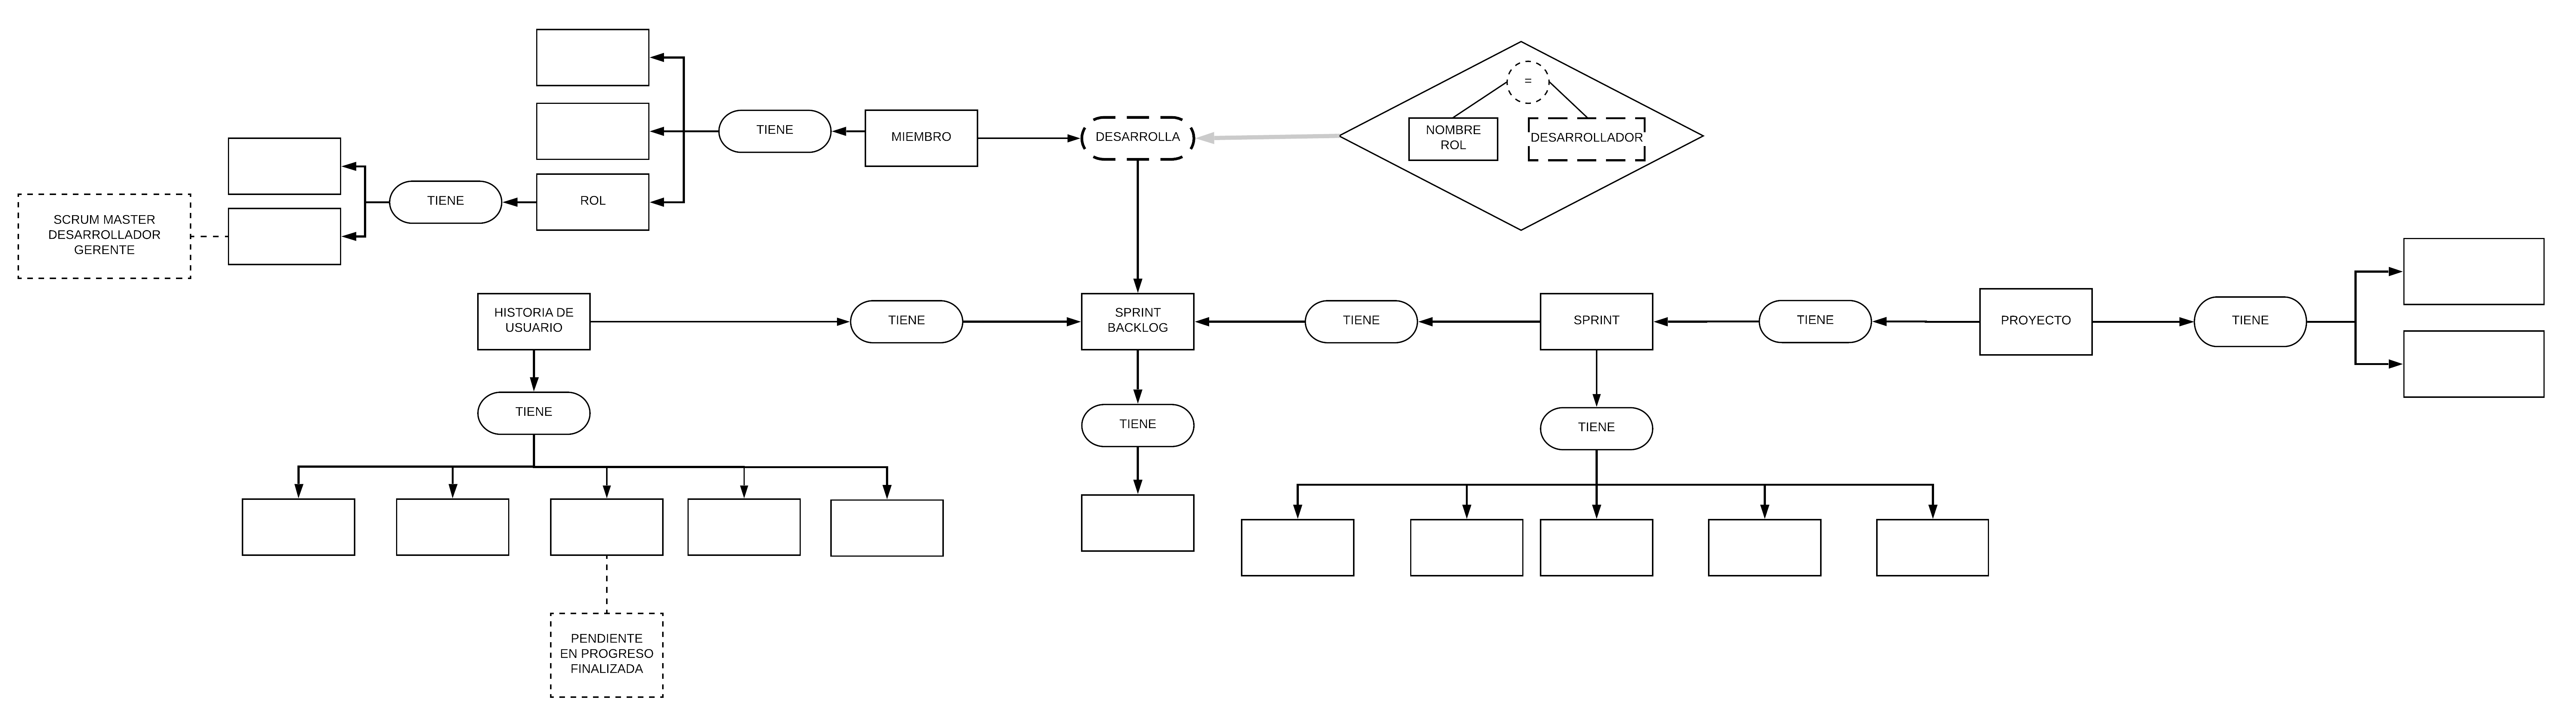 TIENE
MIEMBRO
DESARROLLA
=
NOMBRE
ROL
DESARROLLADOR
SCRUM MASTER
DESARROLLADOR
GERENTE
TIENE
ROL
HISTORIA DE
USUARIO
TIENE
SPRINT
BACKLOG
TIENE
SPRINT
TIENE
PROYECTO
TIENE
TIENE
TIENE
TIENE
PENDIENTE
EN PROGRESO
FINALIZADA